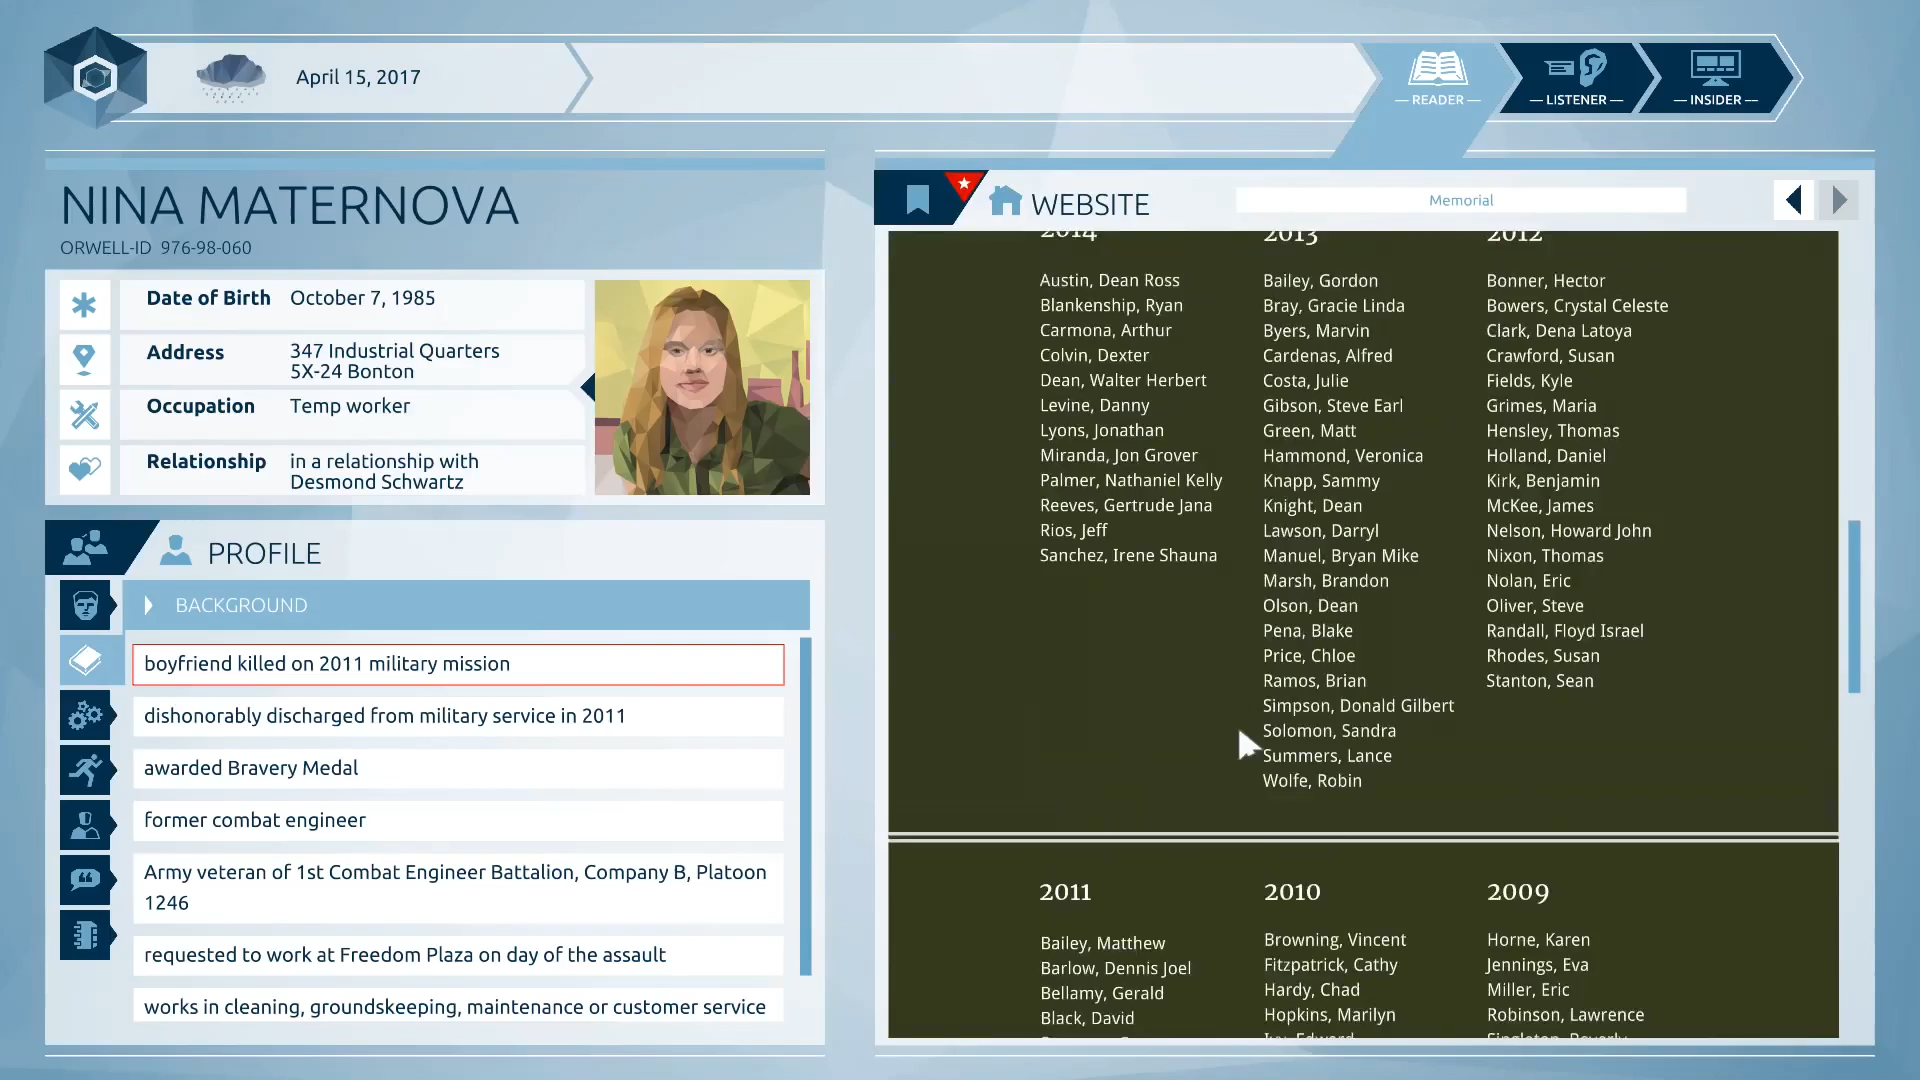 April 15, 2017
READER
LISTENER
INSIDER
NINA MATERNOVA
ORWELL-ID 976-98-060
Date of Birth October 7, 1985
Address 347 Industrial Quarters
5X-24 Bonton
Occupation Temp worker
Relationship in a relationship with
Desmond Schwartz
PROFILE
BACKGROUND
boyfriend killed on 2011 military mission
dishonorably discharged from military service in 2011
awarded Bravery Medal
former combat engineer
Army veteran of 1st Combat Engineer Battalion, Company B, Platoon
1246
requested to work at Freedom Plaza on day of the assault
works in cleaning, groundskeeping, maintenance or customer service
WEBSITE
Memorial
2014
Austin, Dean Ross
Blankenship, Ryan
Carmona, Arthur
Colvin, Dexter
Dean, Walter Herbert
Levine, Danny
Lyons, Jonathan
Miranda, Jon Grover
Palmer, Nathaniel Kelly
Reeves, Gertrude Jana
Rios, Jeff
Sanchez, Irene Shauna
2013
Bailey, Gordon
Bray, Gracie Linda
Byers, Marvin
Cardenas, Alfred
Costa, Julie
Gibson, Steve Earl
Green, Matt
Hammond, Veronica
Knapp, Sammy
Knight, Dean
Lawson, Darryl
Manuel, Bryan Mike
Marsh, Brandon
Olson, Dean
Pena, Blake
Price, Chloe
Ramos, Brian
Simpson, Donald Gilbert
Solomon, Sandra
Summers, Lance
Wolfe, Robin
2012
Bonner, Hector
Bowers, Crystal Celeste
Clark, Dena Latoya
Crawford, Susan
Fields, Kyle
Grimes, Maria
Hensley, Thomas
Holland, Daniel
Kirk, Benjamin
McKee, James
Nelson, Howard John
Nixon, Thomas
Nolan, Eric
Oliver, Steve
Randall, Floyd Israel
Rhodes, Susan
Stanton, Sean
2011
Bailey, Matthew
Barlow, Dennis Joel
Bellamy, Gerald
Black, David
2010
Browning, Vincent
Fitzpatrick, Cathy
Hardy, Chad
Hopkins, Marilyn
2009
Horne, Karen
Jennings, Eva
Miller, Eric
Robinson, Lawrence